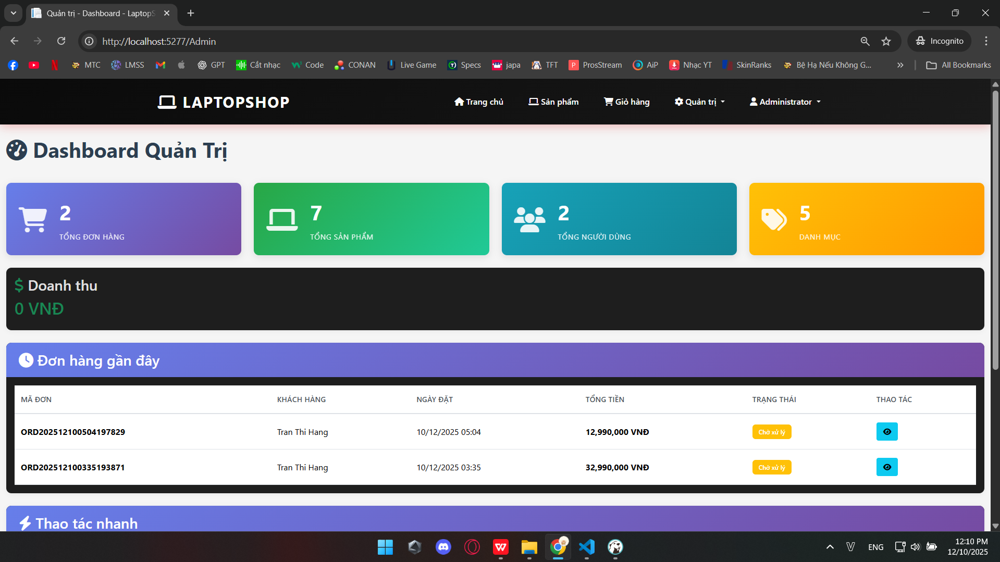 Quản trị - Dashboard - LaptopS
http://localhost:5277/Admin
Incognito
MTC
LMSS
GPT
Cắt nhạc
Code
CONAN
Live Game
Specs
japa
TFT
ProsStream
AiP
Nhạc YT
SkinRanks
Bệ Hạ Nếu Không G...
All Bookmarks
LAPTOPSHOP
Trang chủ
Sản phẩm
Giỏ hàng
Quản trị
Administrator
Dashboard Quản Trị
2
TỔNG ĐƠN HÀNG
7
TỔNG SẢN PHẨM
2
TỔNG NGƯỜI DÙNG
5
DANH MỤC
$ Doanh thu
0 VNĐ
Đơn hàng gần đây
MÃ ĐƠN KHÁCH HÀNG NGÀY ĐẶT TỔNG TIỀN TRẠNG THÁI THAO TÁC
ORD202512100504197829 Tran Thi Hang 10/12/2025 05:04 12,990,000 VNĐ Chờ xử lý
ORD202512100335193871 Tran Thi Hang 10/12/2025 03:35 32,990,000 VNĐ Chờ xử lý
Thao tác nhanh
ENG
12:10 PM
12/10/2025